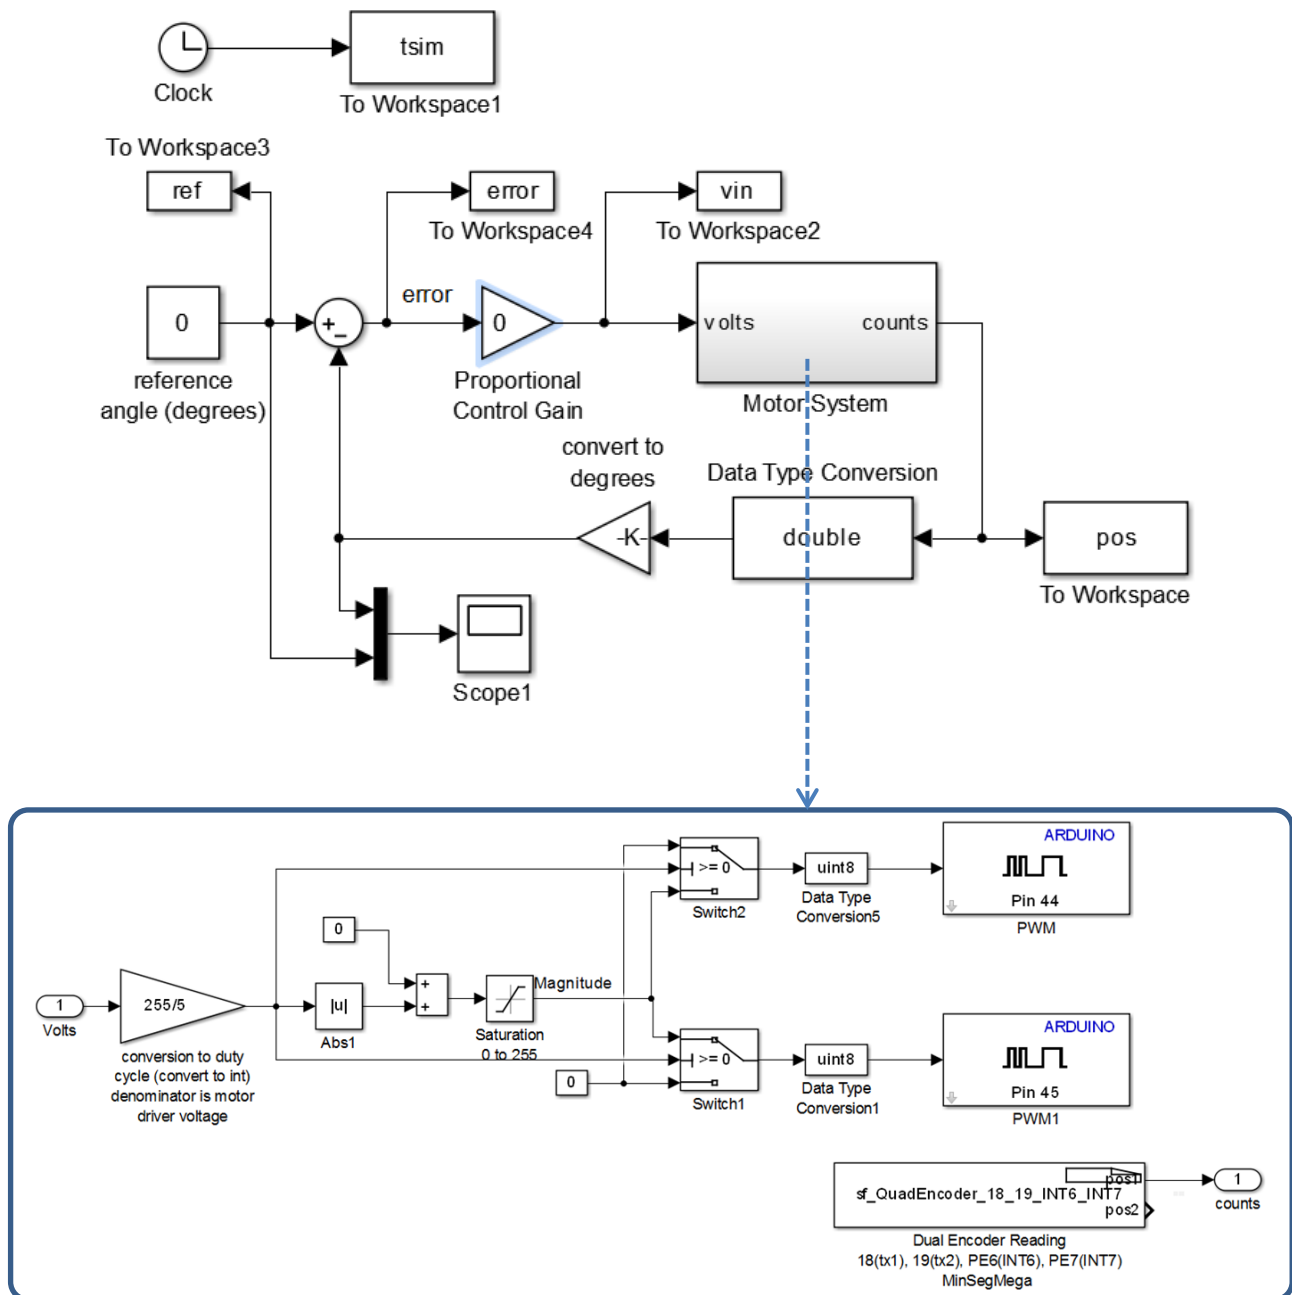 tsim
Clock
To Workspace1
To Workspace3
ref
error
vin
To Workspace4
To Workspace2
error
0
+
−
0
volts
counts
reference
angle (degrees)
Proportional
Control Gain
Motor System
convert to
degrees
Data Type Conversion
-K-
double
pos
To Workspace
Scope1
ARDUINO
>= 0
uint8
Pin 44
Switch2
Data Type
Conversion5
PWM
0
+
+
Magnitude
1
Volts
255/5
|u|
Abs1
Saturation
0 to 255
conversion to duty
cycle (convert to int)
denominator is motor
driver voltage
0
ARDUINO
>= 0
uint8
Pin 45
Switch1
Data Type
Conversion1
PWM1
pos1
sf_QuadEncoder_18_19_INT6_INT7
pos2
1
counts
Dual Encoder Reading
18(tx1), 19(tx2), PE6(INT6), PE7(INT7)
MinSegMega